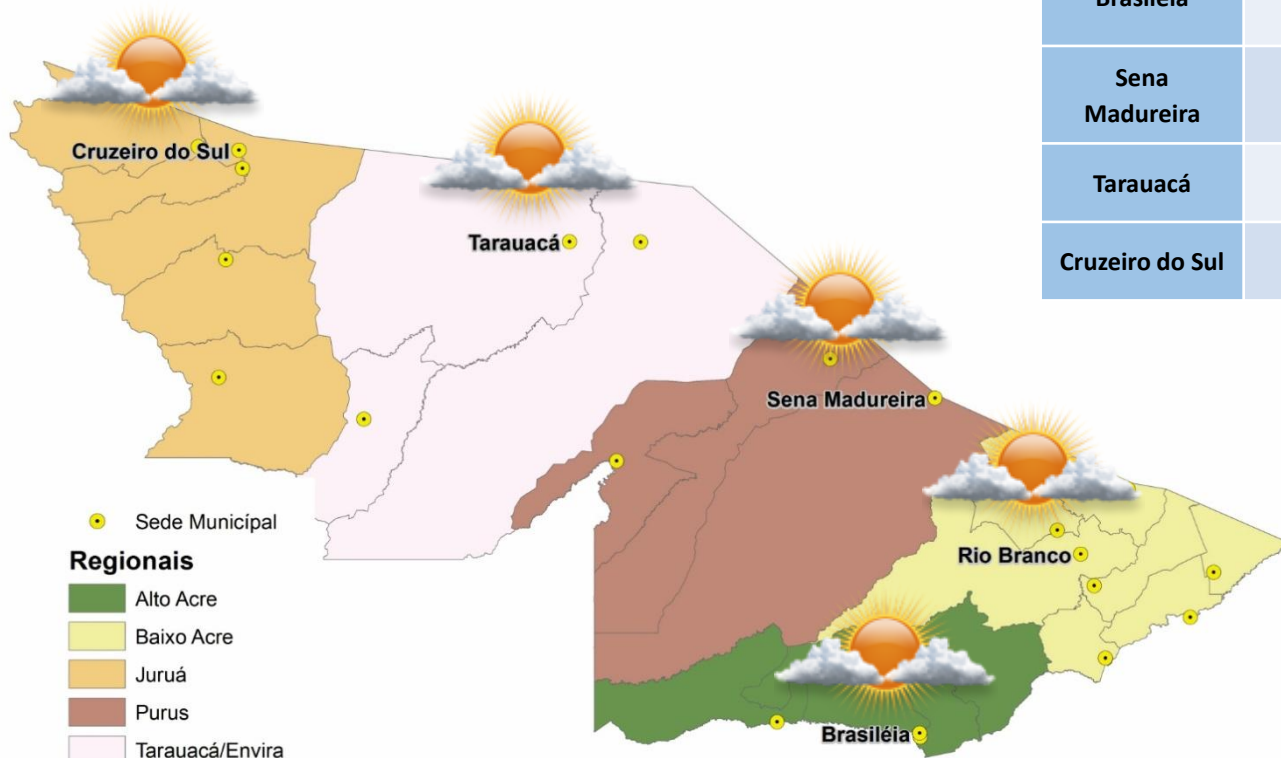 Brasiléia
Sena
Madureira
Tarauacá
Cruzeiro do Sul
Cruzeiro do Sul
Tarauacá
Sena Madureira
Rio Branco
Brasiléia
Sede Municípal
Regionais
Alto Acre
Baixo Acre
Juruá
Purus
Tarauacá/Envira